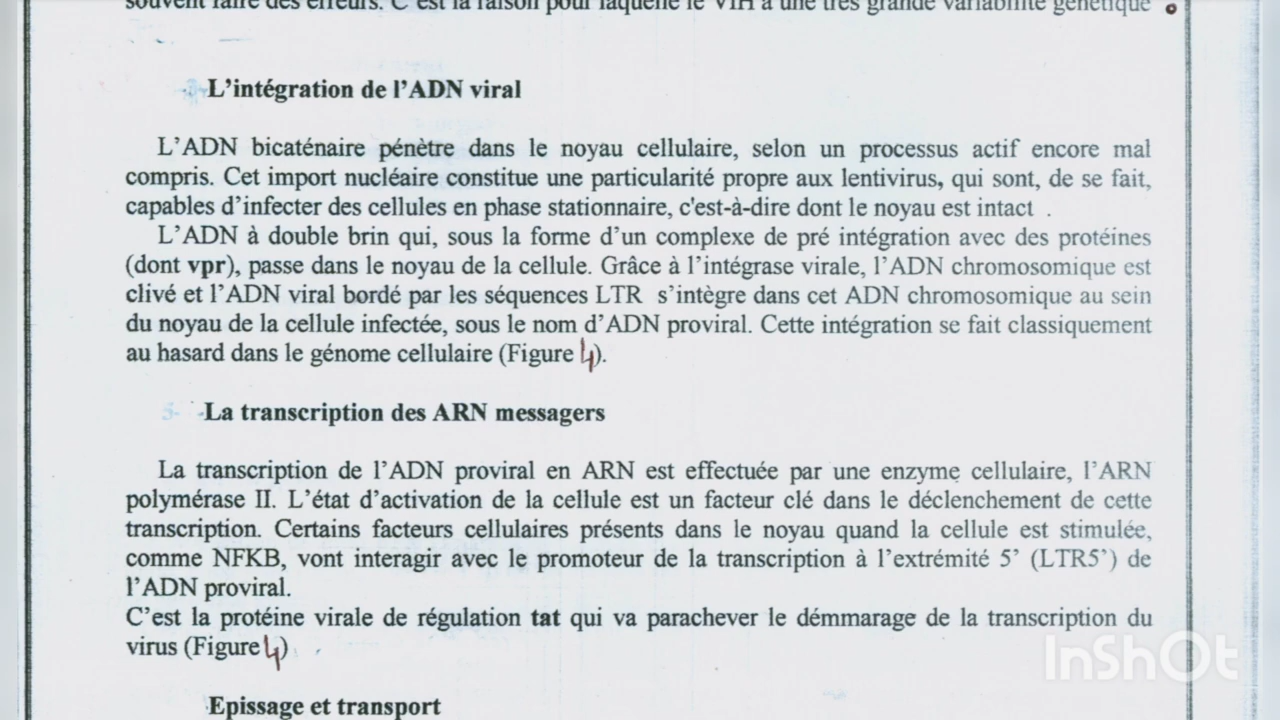 souvent faire des erreurs. C'est la raison pour laquelle le VIH a une très grande variabilité génétique
L'intégration de l'ADN viral
L'ADN bicaténaire pénètre dans le noyau cellulaire, selon un processus actif encore mal
compris. Cet import nucléaire constitue une particularité propre aux lentivirus, qui sont, de se fait,
capables d'infecter des cellules en phase stationnaire, c'est-à-dire dont le noyau est intact .
L'ADN à double brin qui, sous la forme d'un complexe de pré intégration avec des protéines
(dont vpr), passe dans le noyau de la cellule. Grâce à l'intégrase virale, l'ADN chromosomique est
clivé et l'ADN viral bordé par les séquences LTR s'intègre dans cet ADN chromosomique au sein
du noyau de la cellule infectée, sous le nom d'ADN proviral. Cette intégration se fait classiquement
au hasard dans le génome cellulaire (Figure 4).
5- -La transcription des ARN messagers
La transcription de l'ADN proviral en ARN est effectuée par une enzyme cellulaire, l'ARN
polymérase II. L'état d'activation de la cellule est un facteur clé dans le déclenchement de cette
transcription. Certains facteurs cellulaires présents dans le noyau quand la cellule est stimulée,
comme NFKB, vont interagir avec le promoteur de la transcription à l'extrémité 5' (LTR5') de
l'ADN proviral.
C'est la protéine virale de régulation tat qui va parachever le démmarage de la transcription du
virus (Figure 4)
Epissage et transport
InShOt